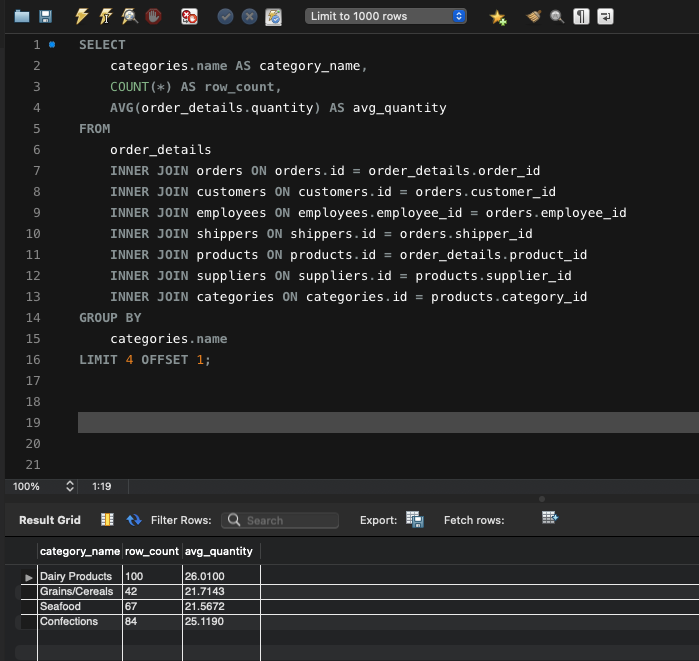 Limit to 1000 rows
1 SELECT
2 categories.name AS category_name,
3 COUNT(*) AS row_count,
4 AVG(order_details.quantity) AS avg_quantity
5 FROM
6 order_details
7 INNER JOIN orders ON orders.id = order_details.order_id
8 INNER JOIN customers ON customers.id = orders.customer_id
9 INNER JOIN employees ON employees.employee_id = orders.employee_id
10 INNER JOIN shippers ON shippers.id = orders.shipper_id
11 INNER JOIN products ON products.id = order_details.product_id
12 INNER JOIN suppliers ON suppliers.id = products.supplier_id
13 INNER JOIN categories ON categories.id = products.category_id
14 GROUP BY
15 categories.name
16 LIMIT 4 OFFSET 1;
17
18
19
20
21
100% 1:19
Result Grid Filter Rows: Search Export: Fetch rows:
category_name row_count avg_quantity
Dairy Products 100 26.0100
Grains/Cereals 42 21.7143
Seafood 67 21.5672
Confections 84 25.1190